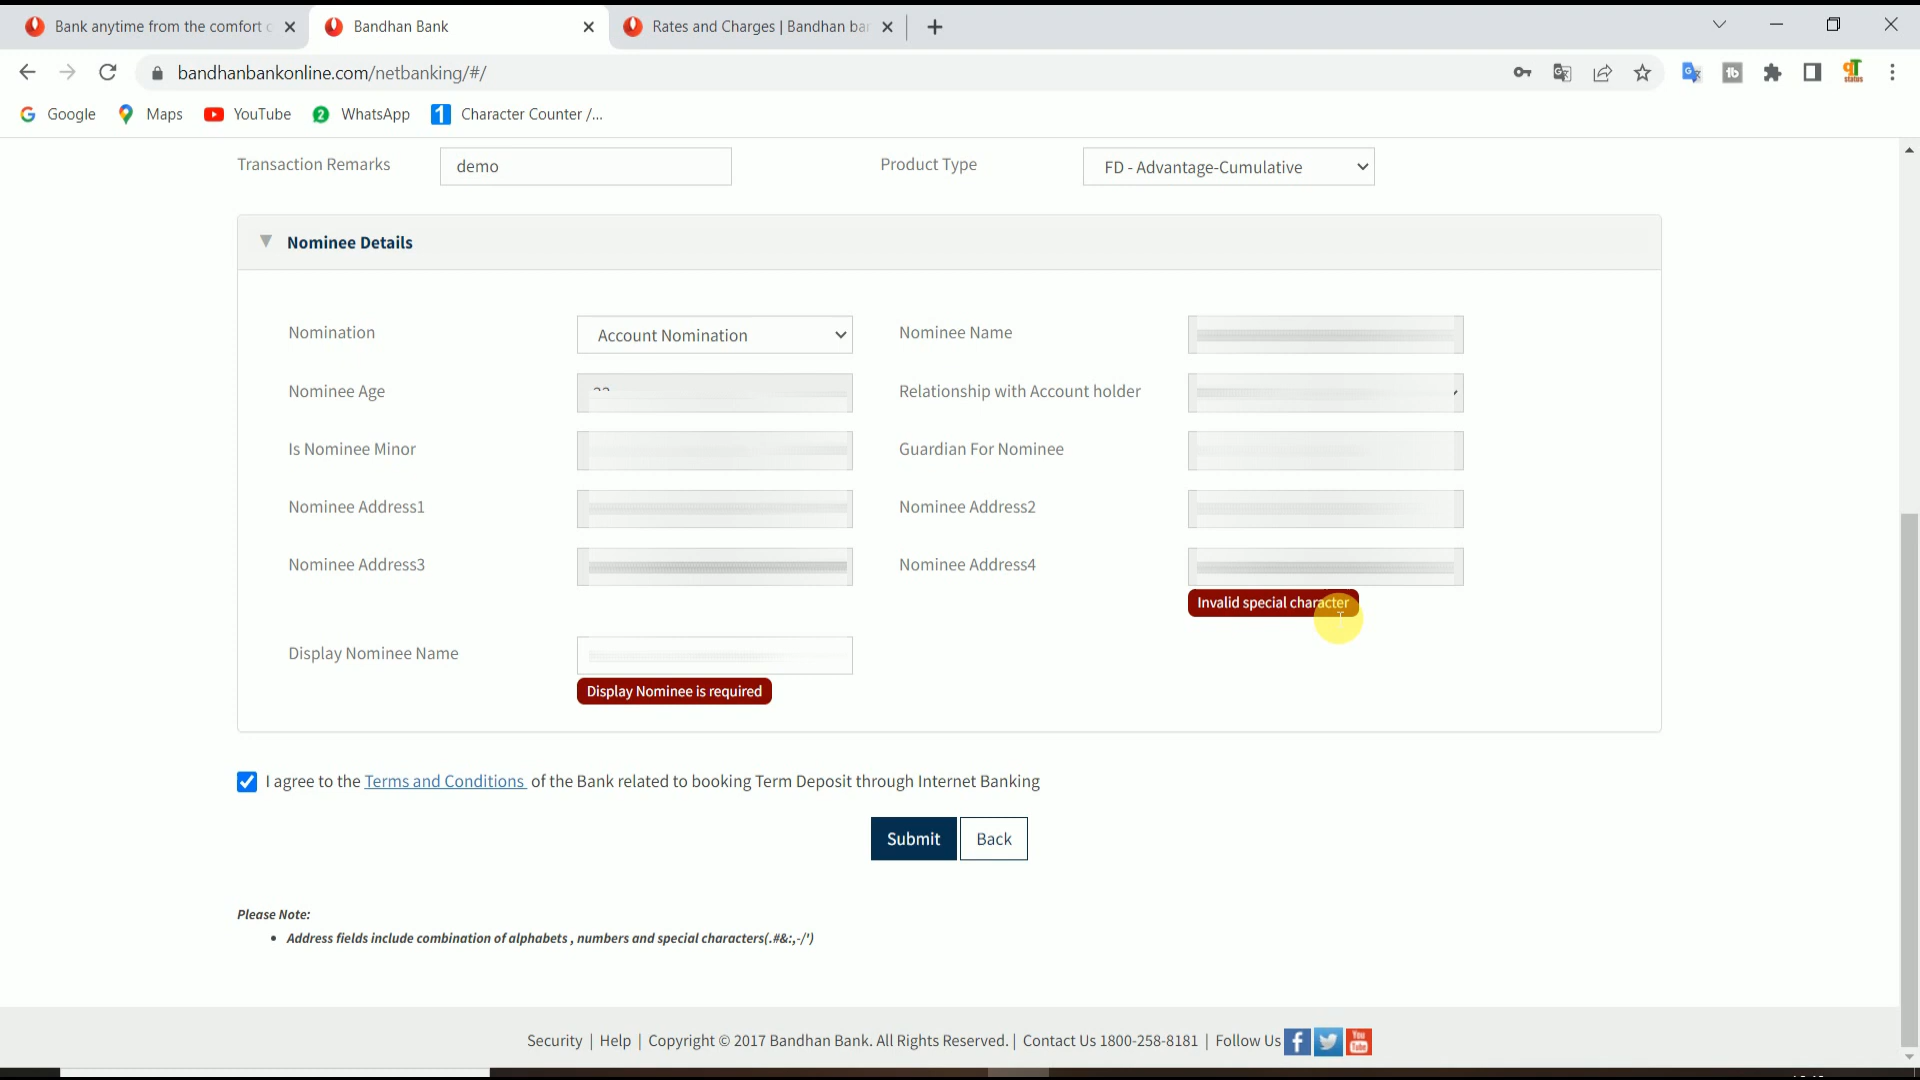 Bank anytime from the comfort
Bandhan Bank
Rates and Charges | Bandhan ba
bandhanbankonline.com/netbanking/#/
Google
Maps
YouTube
2
WhatsApp
1
Character Counter /...
Transaction Remarks
demo
Product Type
FD - Advantage-Cumulative
Nominee Details
Nomination
Account Nomination
Nominee Name
Nominee Age
Relationship with Account holder
Is Nominee Minor
Guardian For Nominee
Nominee Address1
Nominee Address2
Nominee Address3
Nominee Address4
Invalid special character
Display Nominee Name
Display Nominee is required
I agree to the Terms and Conditions of the Bank related to booking Term Deposit through Internet Banking
Submit
Back
Please Note:
• Address fields include combination of alphabets , numbers and special characters(.#&:,-/')
Security | Help | Copyright © 2017 Bandhan Bank. All Rights Reserved. | Contact Us 1800-258-8181 | Follow Us